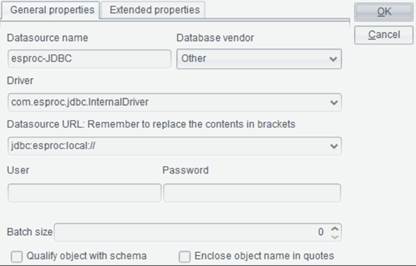 General properties Extended properties
OK
Datasource name Database vendor
Cancel
esproc-JDBC Other
Driver
com.esproc.jdbc.InternalDriver
Datasource URL: Remember to replace the contents in brackets
jdbc:esproc:local://
User Password
Batch size 0
Qualify object with schema Enclose object name in quotes